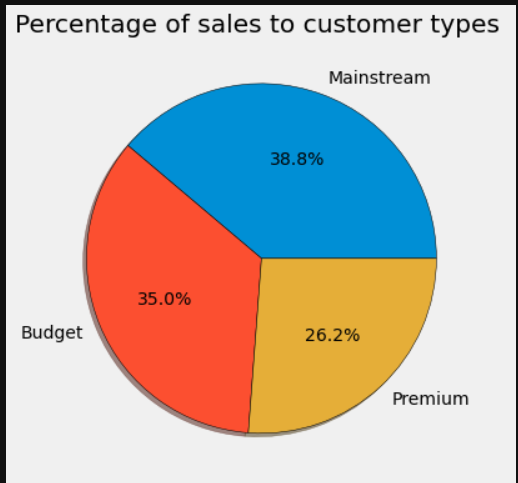 Percentage of sales to customer types
Mainstream
38.8%
35.0%
Budget
26.2%
Premium